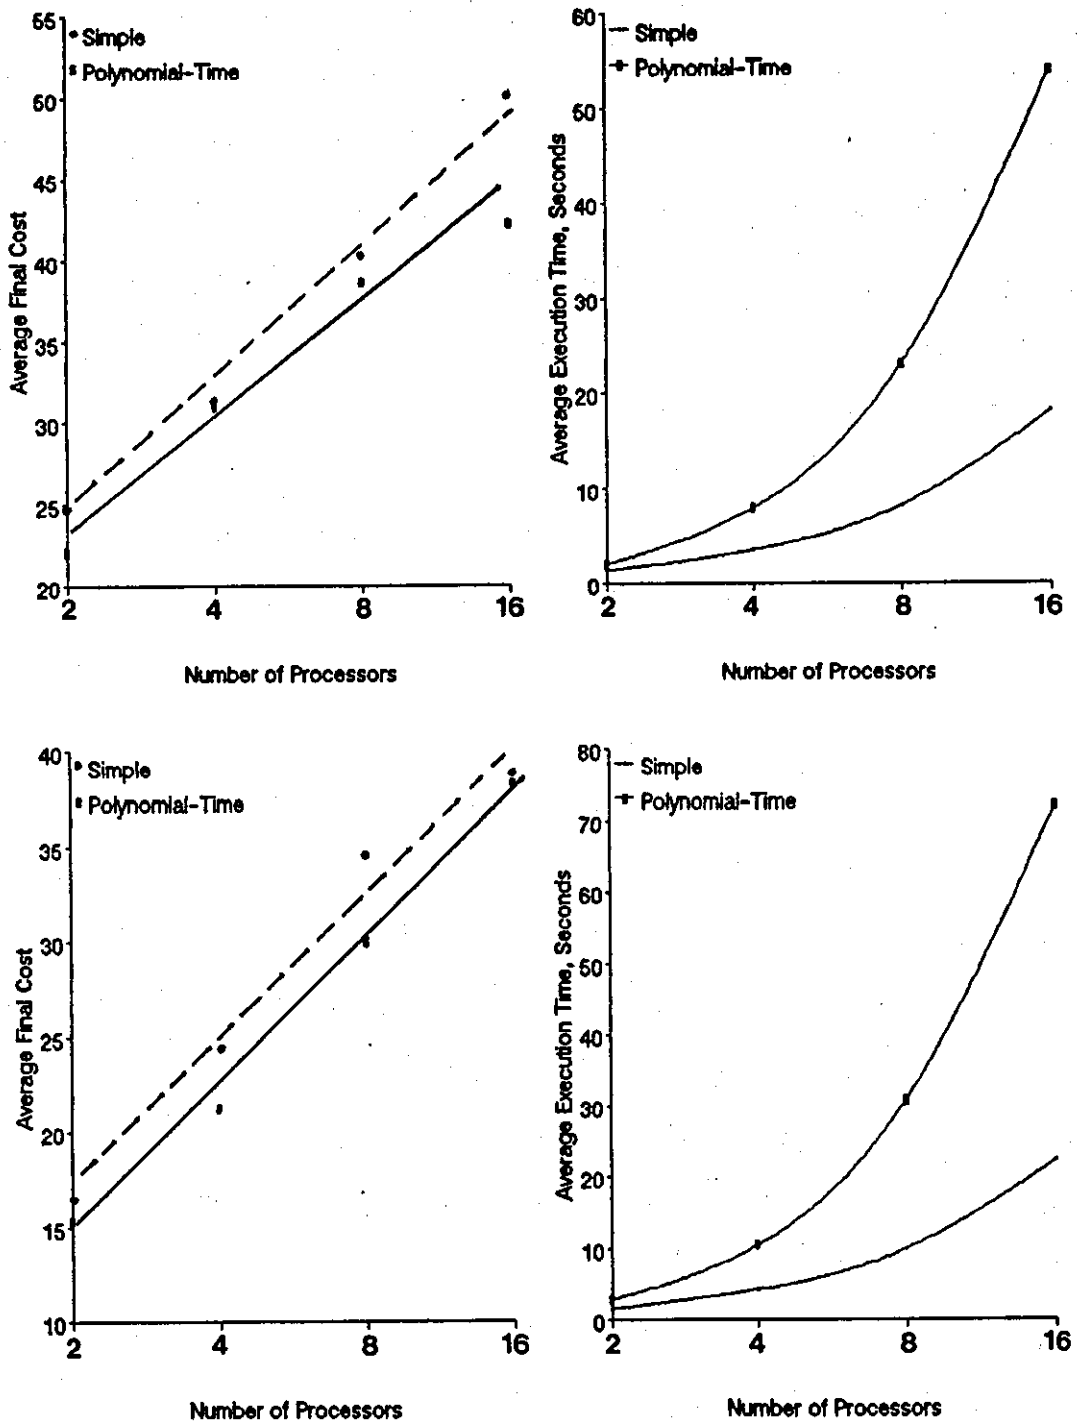 55
50
45
40
35
30
25
20
Average Final Cost
Simple
Polynomial-Time
2 4 8 16
Number of Processors
60
50
40
30
20
10
0
Average Execution Time, Seconds
Simple
Polynomial-Time
2 4 8 16
Number of Processors
40
35
30
25
20
15
10
Average Final Cost
Simple
Polynomial-Time
2 4 8 16
Number of Processors
80
70
60
50
40
30
20
10
0
Average Execution Time, Seconds
Simple
Polynomial-Time
2 4 8 16
Number of Processors